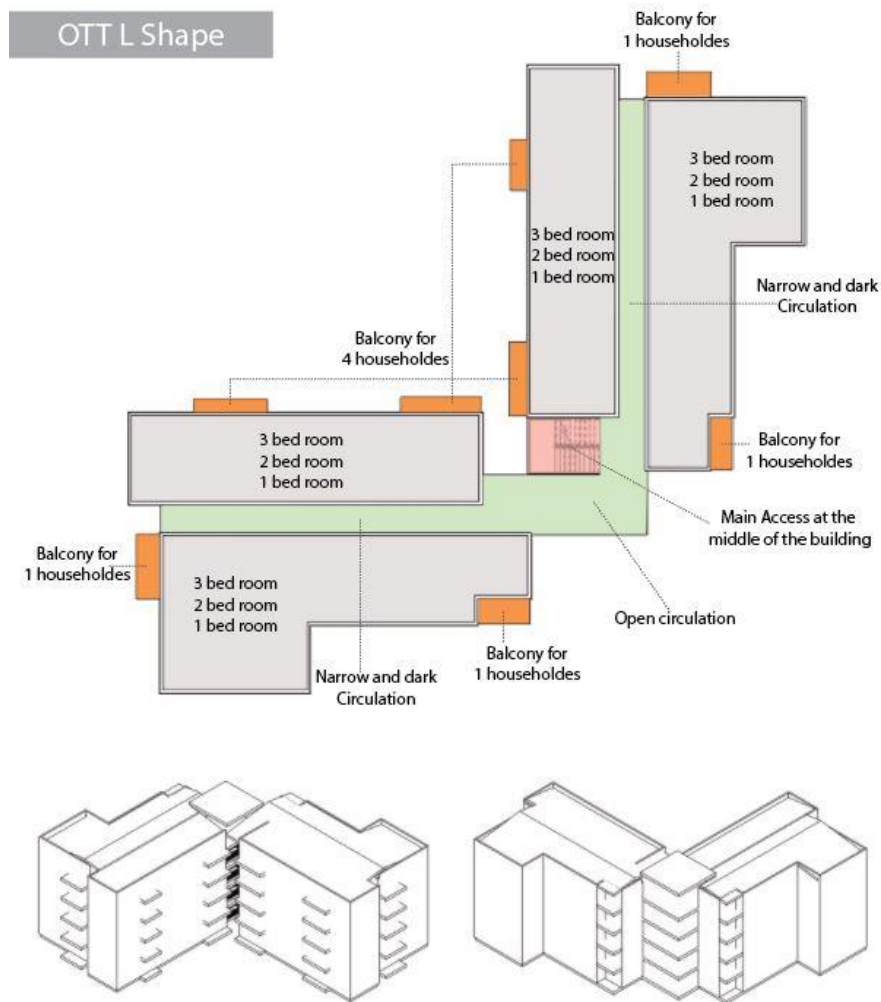 OTT L Shape
Balcony for
1 householdes
3 bed room
2 bed room
1 bed room
3 bed room
2 bed room
1 bed room
Narrow and dark
Circulation
Balcony for
4 householdes
3 bed room
2 bed room
1 bed room
Balcony for
1 householdes
Main Access at the
middle of the building
Balcony for
1 householdes
3 bed room
2 bed room
1 bed room
Open circulation
Balcony for
1 householdes
Narrow and dark
Circulation